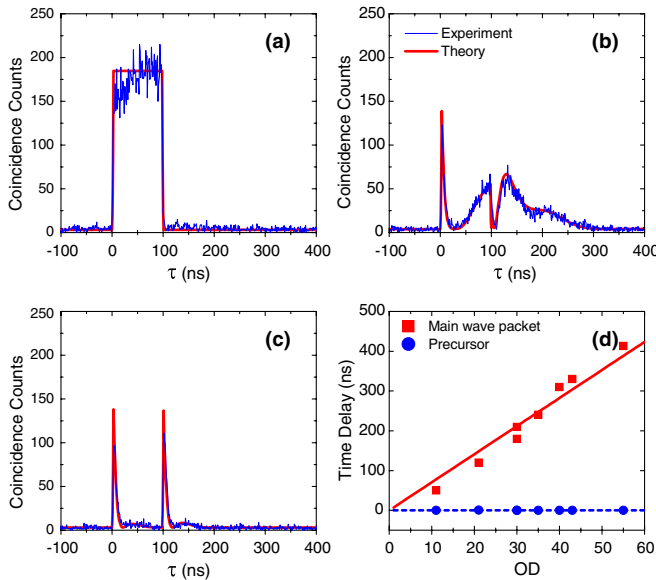 250
200
150
100
50
0
Coincidence Counts
-100 0 100 200 300 400
τ (ns)
(a)
250
200
150
100
50
0
Coincidence Counts
-100 0 100 200 300 400
τ (ns)
Experiment
Theory
(b)
250
200
150
100
50
0
Coincidence Counts
-100 0 100 200 300 400
τ (ns)
(c)
500
400
300
200
100
0
Time Delay (ns)
0 10 20 30 40 50 60
OD
Main wave packet
Precursor
(d)